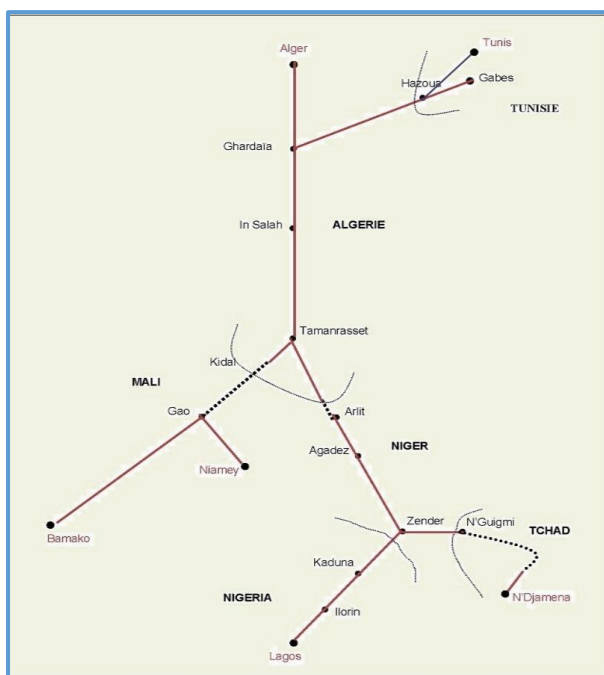 Tunis
Alger
Gabes
Hazoua
TUNISIE
Ghardaïa
In Salah
ALGERIE
Tamanrasset
Kidal
MALI
Gao
Arlit
Agadez
NIGER
Niamey
Zender
N'Guigmi
TCHAD
Bamako
Kaduna
NIGERIA
N'Djamena
Ilorin
Lagos